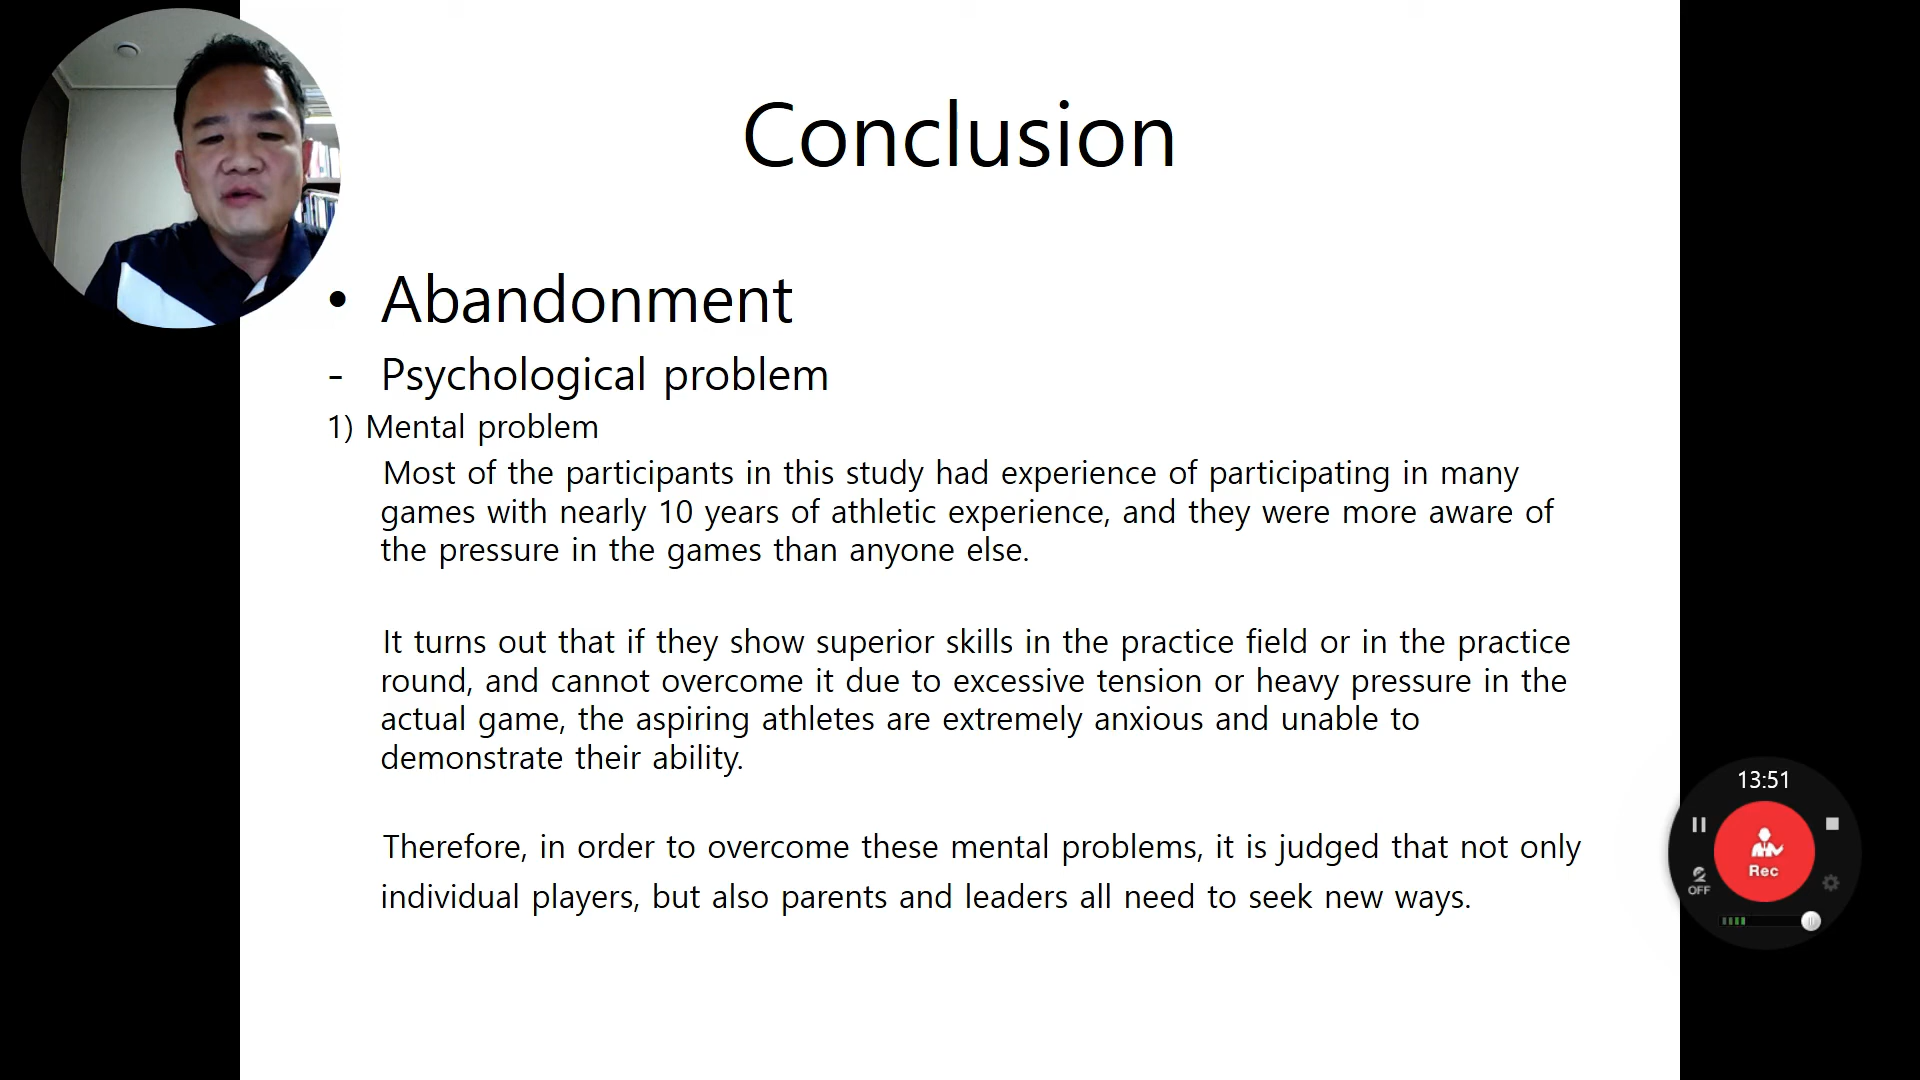 Conclusion
• Abandonment
- Psychological problem
1) Mental problem
Most of the participants in this study had experience of participating in many
games with nearly 10 years of athletic experience, and they were more aware of
the pressure in the games than anyone else.
It turns out that if they show superior skills in the practice field or in the practice
round, and cannot overcome it due to excessive tension or heavy pressure in the
actual game, the aspiring athletes are extremely anxious and unable to
demonstrate their ability.
Therefore, in order to overcome these mental problems, it is judged that not only
individual players, but also parents and leaders all need to seek new ways.
13:51
Rec
OFF